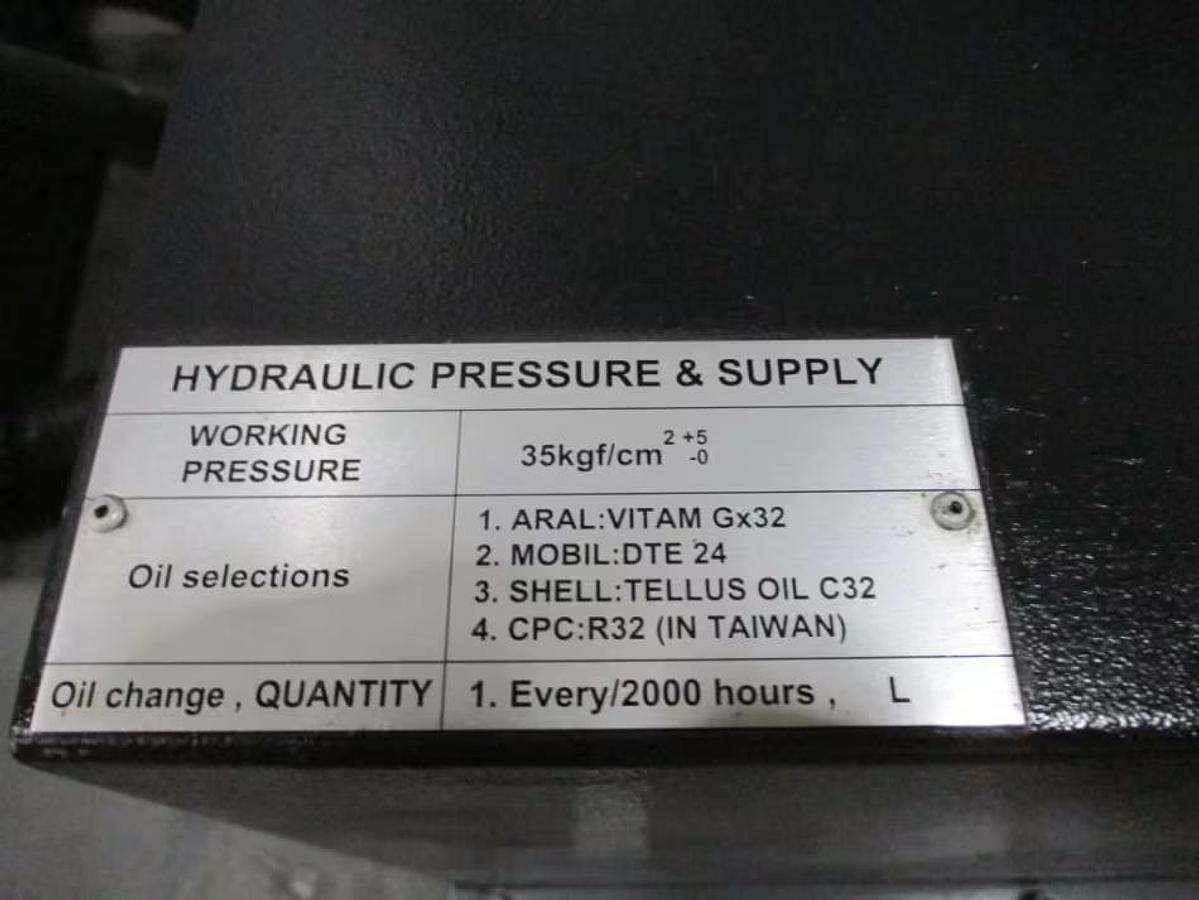 HYDRAULIC PRESSURE & SUPPLY
WORKING
PRESSURE
35kgf/cm² +5 -0
Oil selections
1. ARAL:VITAM Gx32
2. MOBIL:DTE 24
3. SHELL:TELLUS OIL C32
4. CPC:R32 (IN TAIWAN)
Oil change , QUANTITY
1. Every/2000 hours , L